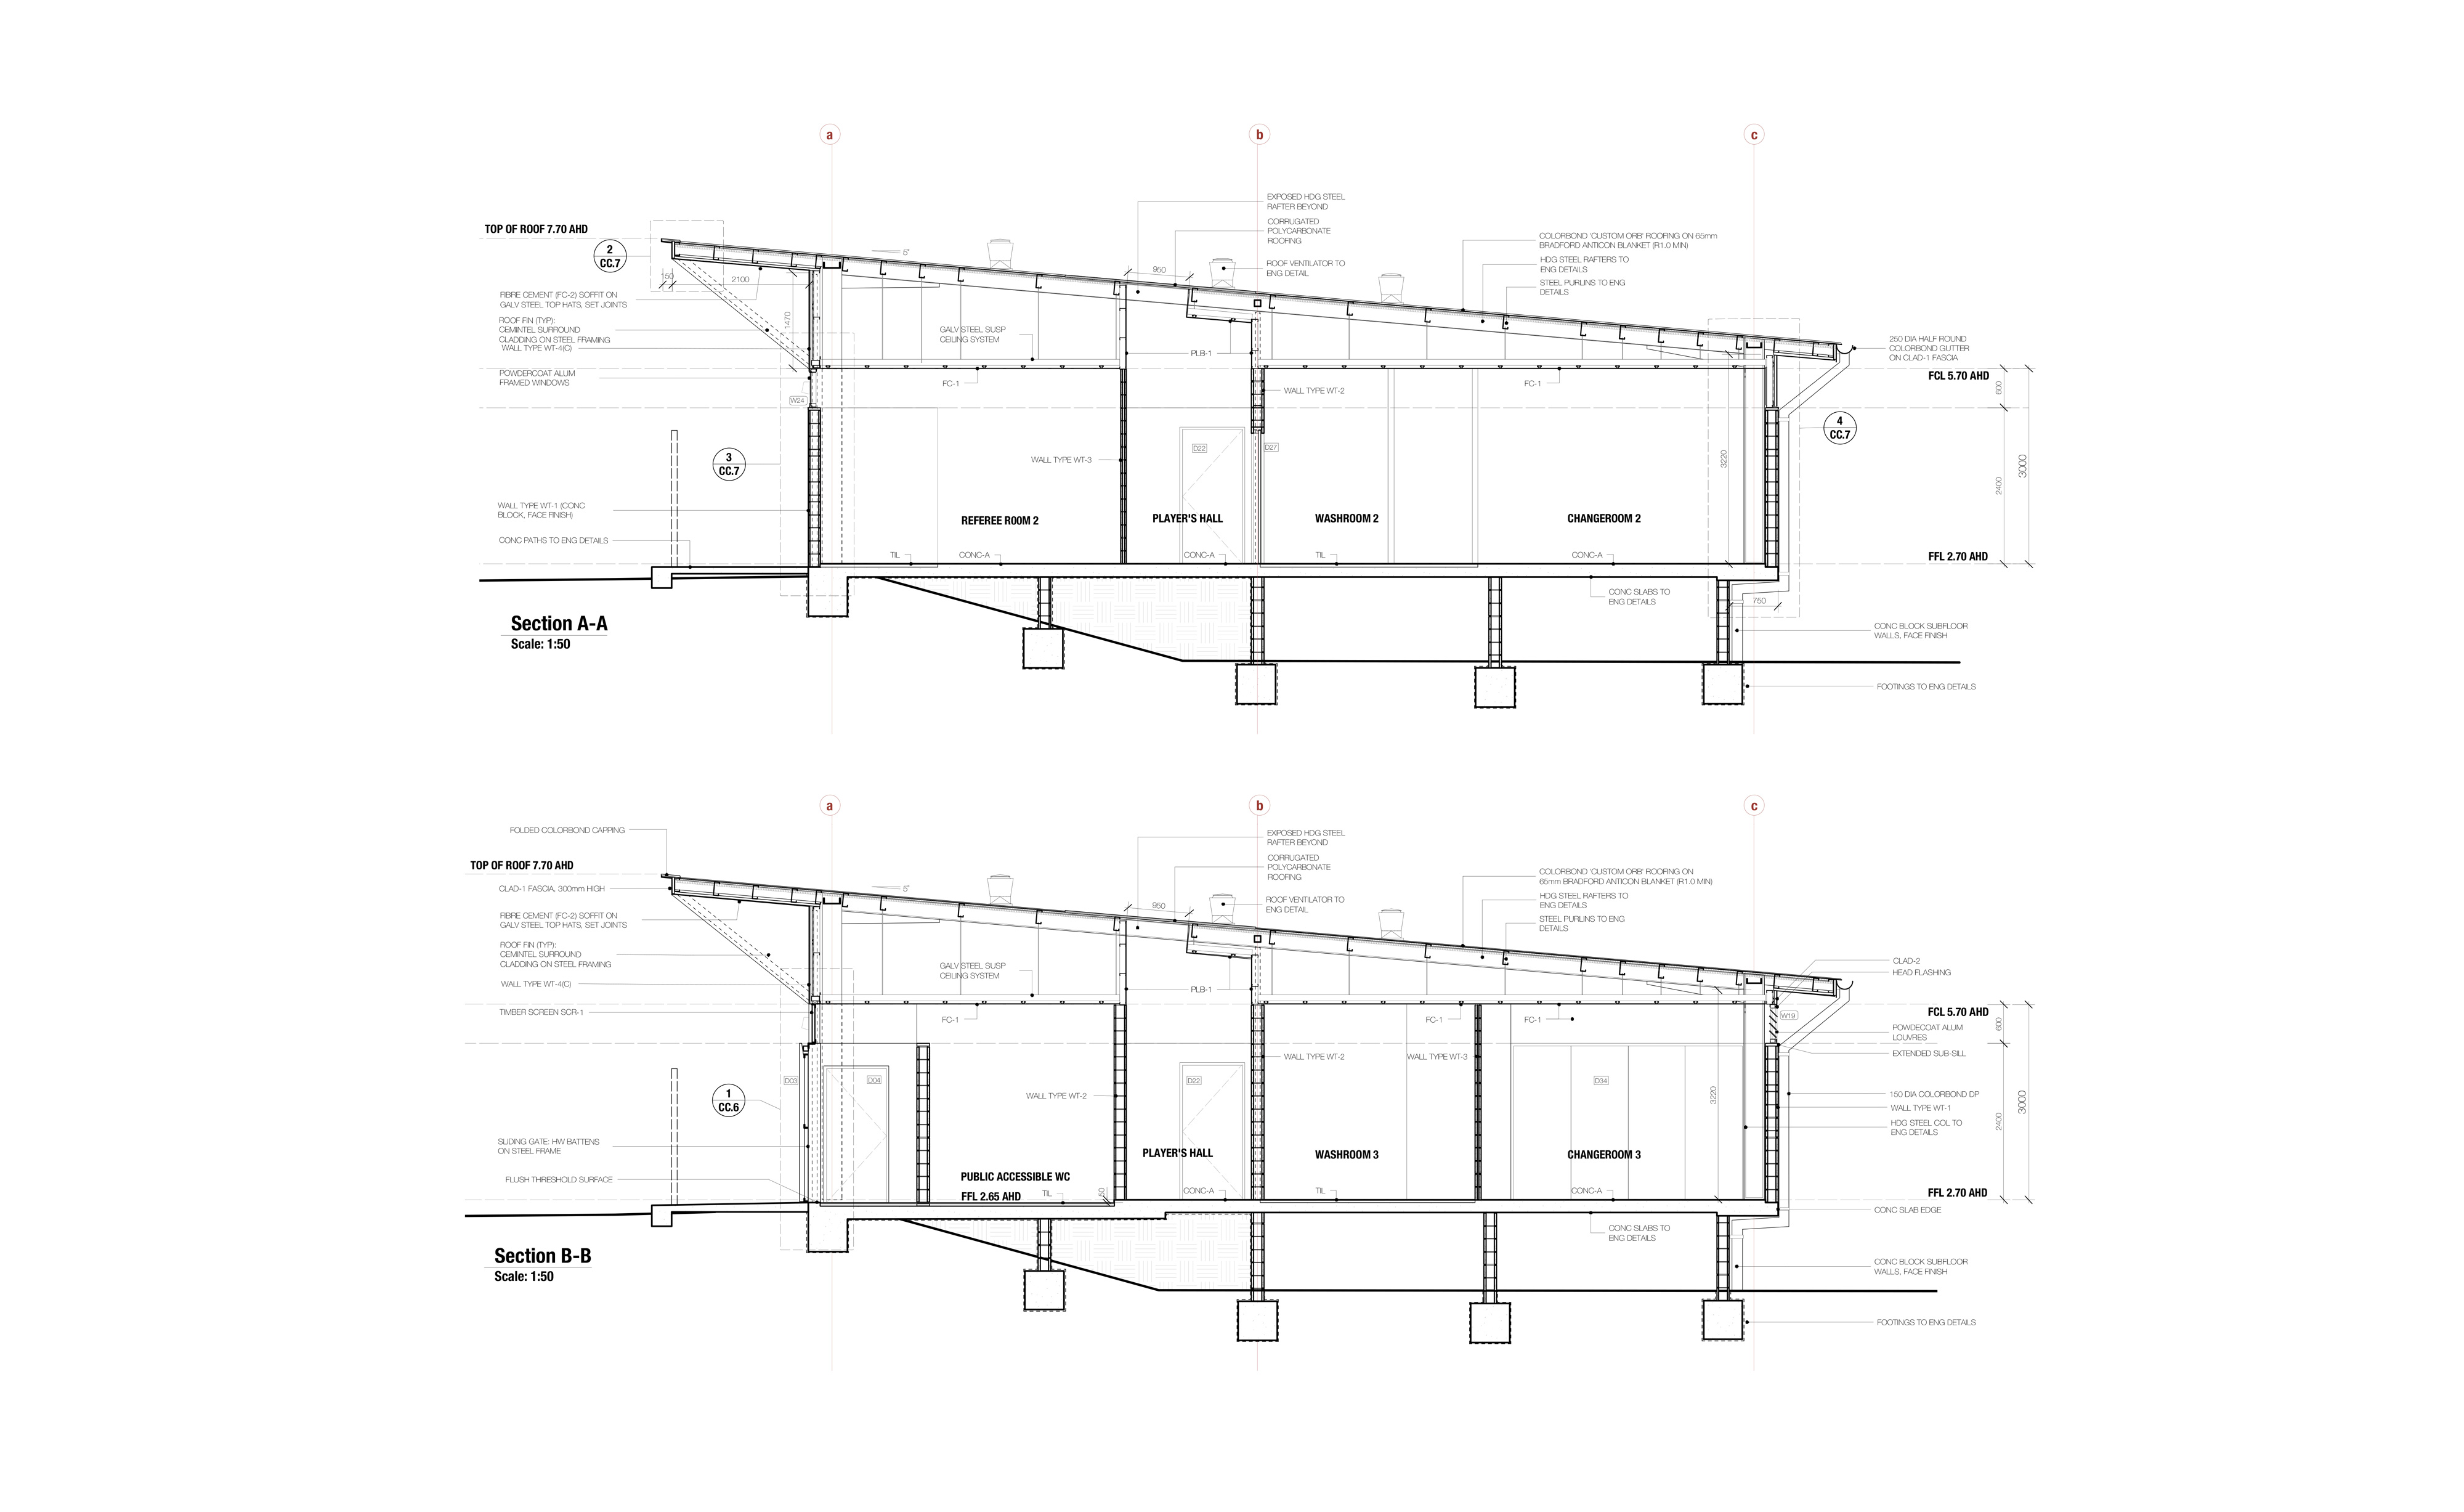 a
b
c
EXPOSED HDG STEEL
RAFTER BEYOND
CORRUGATED
POLYCARBONATE
ROOFING
TOP OF ROOF 7.70 AHD
2
CC.7
5°
950
ROOF VENTILATOR TO
ENG DETAIL
COLORBOND 'CUSTOM ORB' ROOFING ON 65mm
BRADFORD ANTICON BLANKET (R1.0 MIN)
HDG STEEL RAFTERS TO
ENG DETAILS
STEEL PURLINS TO ENG
DETAILS
150
2100
FIBRE CEMENT (FC-2) SOFFIT ON
GALV STEEL TOP HATS, SET JOINTS
ROOF FIN (TYP):
CEMINTEL SURROUND
CLADDING ON STEEL FRAMING
WALL TYPE WT-4(C)
1470
GALV STEEL SUSP
CEILING SYSTEM
PLB-1
250 DIA HALF ROUND
COLORBOND GUTTER
ON CLAD-1 FASCIA
POWDERCOAT ALUM
FRAMED WINDOWS
W24
FC-1
WALL TYPE WT-2
FC-1
FCL 5.70 AHD
600
4
CC.7
3
CC.7
D22
D27
WALL TYPE WT-3
3220
2400
3000
WALL TYPE WT-1 (CONC
BLOCK, FACE FINISH)
REFEREE ROOM 2
PLAYER'S HALL
WASHROOM 2
CHANGEROOM 2
CONC PATHS TO ENG DETAILS
TIL
CONC-A
CONC-A
TIL
CONC-A
FFL 2.70 AHD
CONC SLABS TO
ENG DETAILS
750
Section A-A
Scale: 1:50
CONC BLOCK SUBFLOOR
WALLS, FACE FINISH
FOOTINGS TO ENG DETAILS
a
b
c
FOLDED COLORBOND CAPPING
EXPOSED HDG STEEL
RAFTER BEYOND
CORRUGATED
POLYCARBONATE
ROOFING
TOP OF ROOF 7.70 AHD
CLAD-1 FASCIA, 300mm HIGH
5°
950
ROOF VENTILATOR TO
ENG DETAIL
COLORBOND 'CUSTOM ORB' ROOFING ON
65mm BRADFORD ANTICON BLANKET (R1.0 MIN)
HDG STEEL RAFTERS TO
ENG DETAILS
STEEL PURLINS TO ENG
DETAILS
FIBRE CEMENT (FC-2) SOFFIT ON
GALV STEEL TOP HATS, SET JOINTS
ROOF FIN (TYP):
CEMINTEL SURROUND
CLADDING ON STEEL FRAMING
WALL TYPE WT-4(C)
GALV STEEL SUSP
CEILING SYSTEM
PLB-1
CLAD-2
HEAD FLASHING
TIMBER SCREEN SCR-1
FC-1
FC-1
FC-1
W19
FCL 5.70 AHD
600
POWDECOAT ALUM
LOUVRES
EXTENDED SUB-SILL
WALL TYPE WT-2
WALL TYPE WT-3
D03
D04
D22
D34
1
CC.6
WALL TYPE WT-2
3220
150 DIA COLORBOND DP
WALL TYPE WT-1
HDG STEEL COL TO
ENG DETAILS
2400
3000
SLIDING GATE: HW BATTENS
ON STEEL FRAME
PLAYER'S HALL
WASHROOM 3
CHANGEROOM 3
FLUSH THRESHOLD SURFACE
PUBLIC ACCESSIBLE WC
FFL 2.65 AHD
TIL
50
CONC-A
TIL
CONC-A
FFL 2.70 AHD
CONC SLAB EDGE
CONC SLABS TO
ENG DETAILS
Section B-B
Scale: 1:50
CONC BLOCK SUBFLOOR
WALLS, FACE FINISH
FOOTINGS TO ENG DETAILS